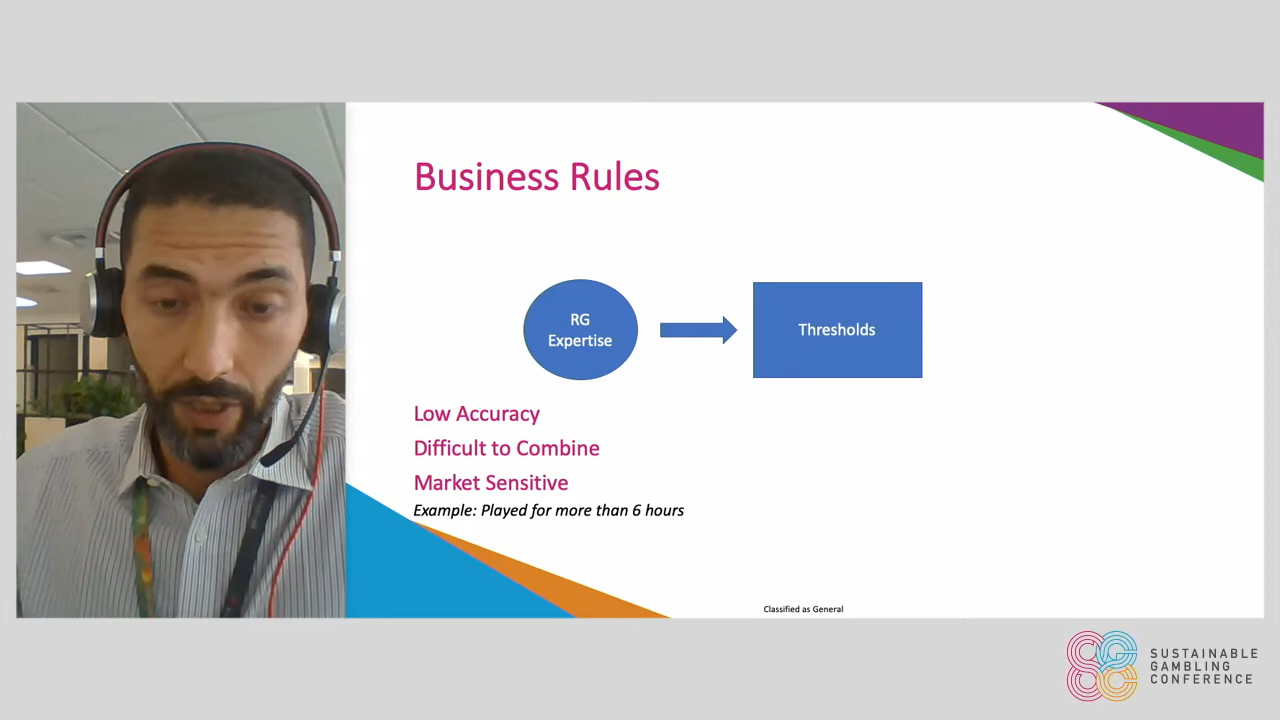 Business Rules
RG
Expertise
Thresholds
Low Accuracy
Difficult to Combine
Market Sensitive
Example: Played for more than 6 hours
Classified as General
SUSTAINABLE
GAMBLING
CONFERENCE